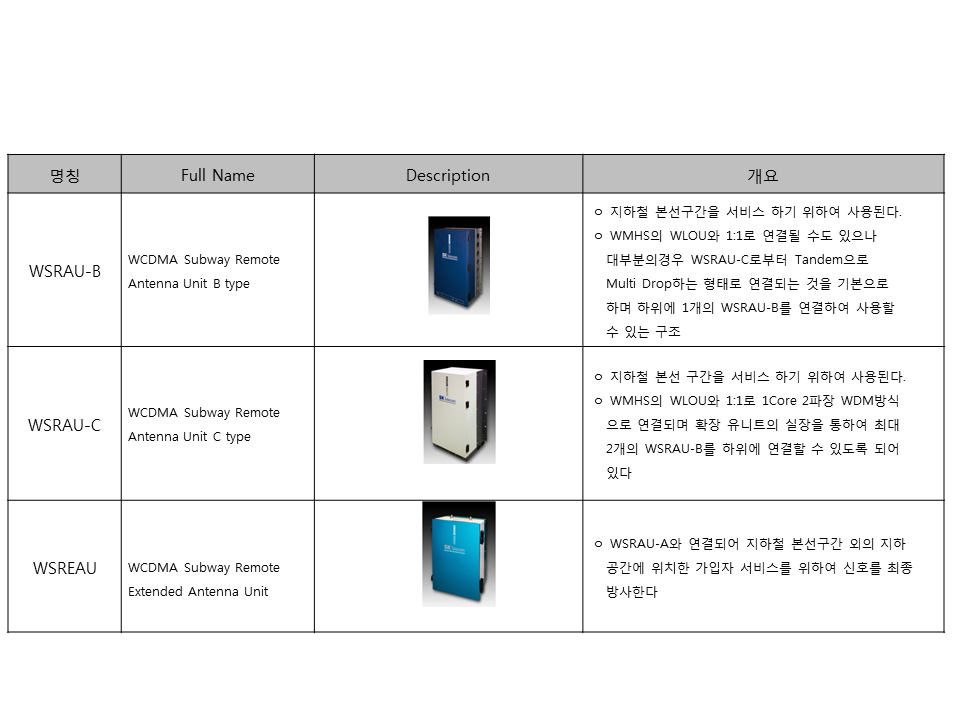 명칭
Full Name
Description
개요
WSRAU-B
WCDMA Subway Remote
Antenna Unit B type
ㅇ 지하철 본선구간을 서비스 하기 위하여 사용된다.
ㅇ WMHS의 WLOU와 1:1로 연결될 수도 있으나
대부분의경우 WSRAU-C로부터 Tandem으로
Multi Drop하는 형태로 연결되는 것을 기본으로
하며 하위에 1개의 WSRAU-B를 연결하여 사용할
수 있는 구조
WSRAU-C
WCDMA Subway Remote
Antenna Unit C type
ㅇ 지하철 본선 구간을 서비스 하기 위하여 사용된다.
ㅇ WMHS의 WLOU와 1:1로 1Core 2파장 WDM방식
으로 연결되며 확장 유니트의 실장을 통하여 최대
2개의 WSRAU-B를 하위에 연결할 수 있도록 되어
있다
WSREAU
WCDMA Subway Remote
Extended Antenna Unit
ㅇ WSRAU-A와 연결되어 지하철 본선구간 외의 지하
공간에 위치한 가입자 서비스를 위하여 신호를 최종
방사한다